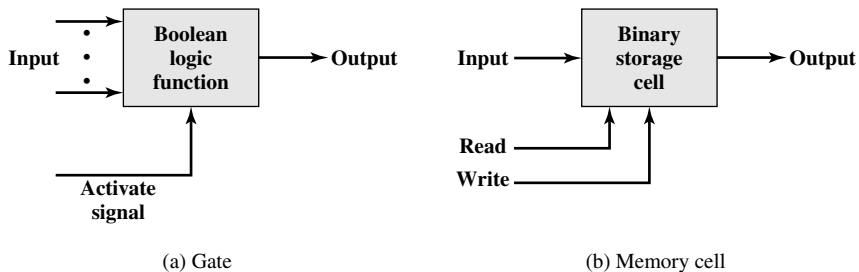 Input
Boolean
logic
function
Output
Activate
signal
(a) Gate
Input
Binary
storage
cell
Output
Read
Write
(b) Memory cell